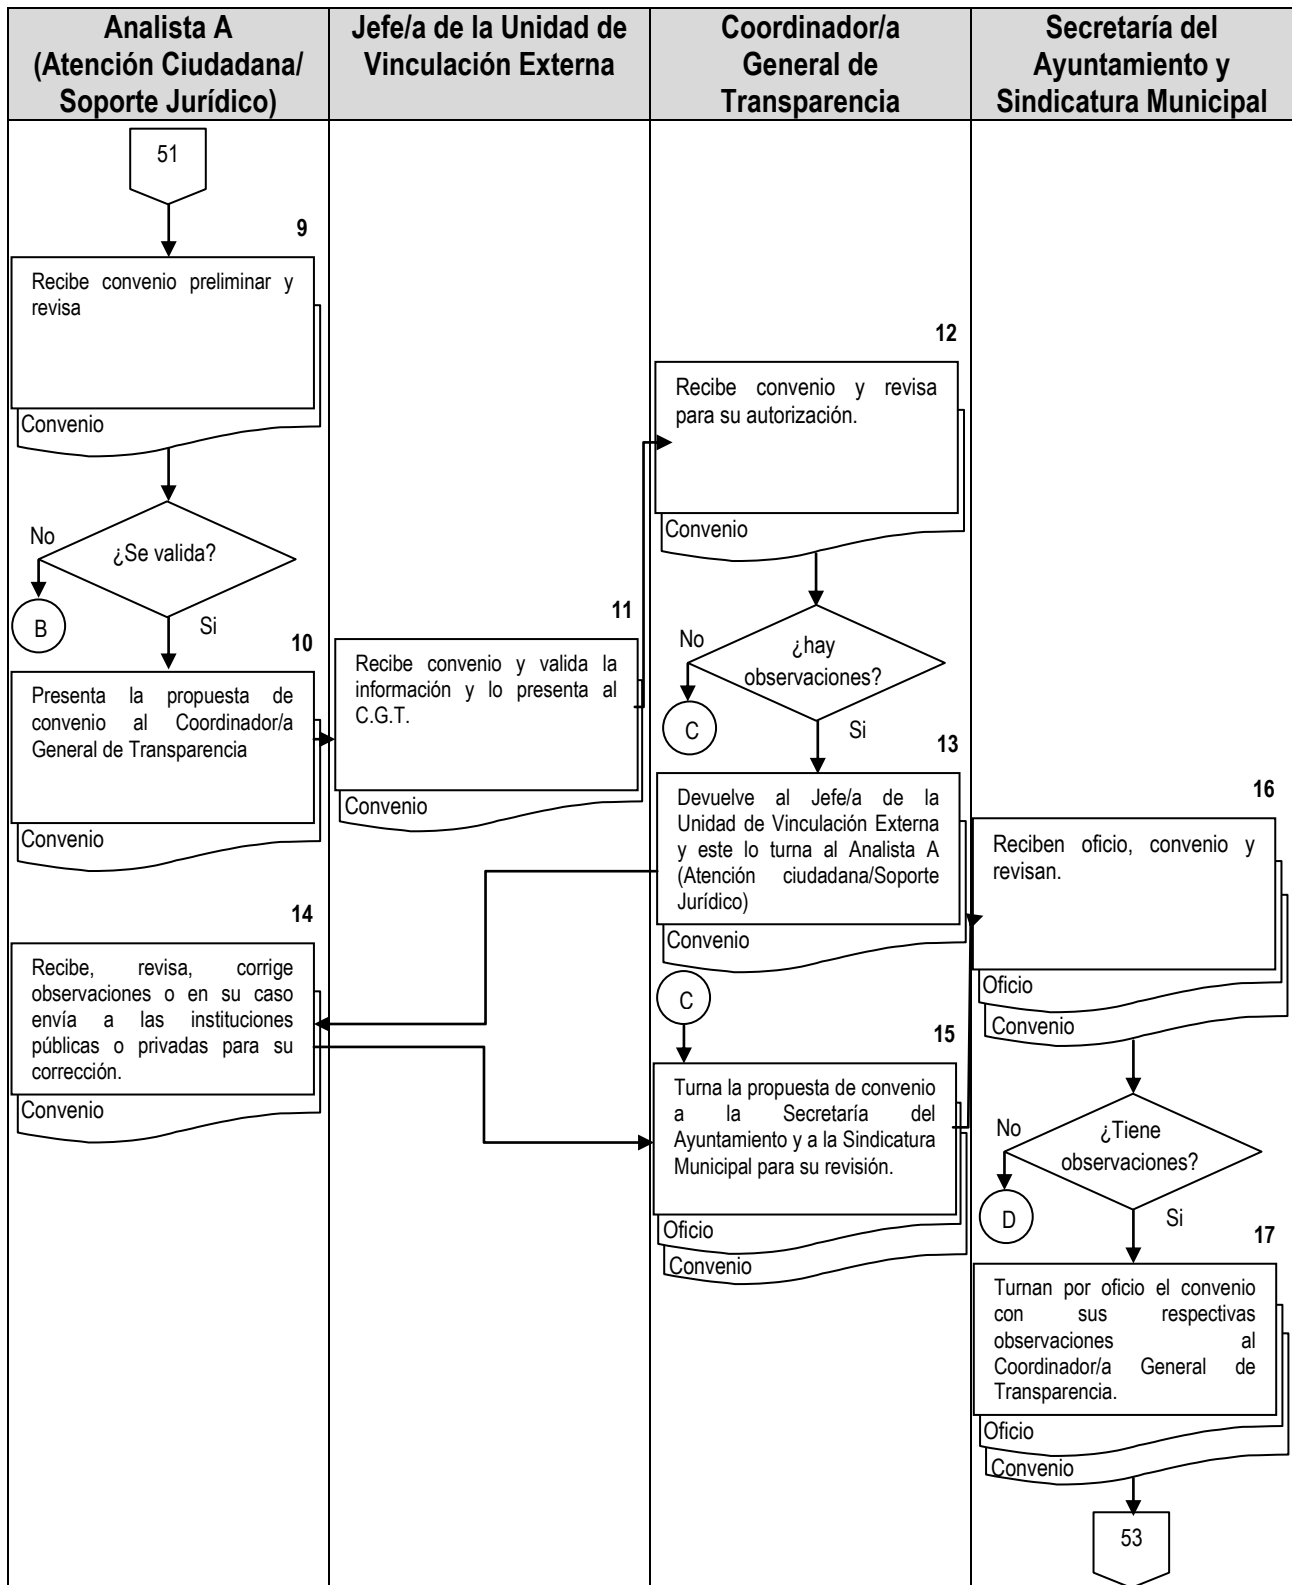 Analista A
(Atención Ciudadana/
Soporte Jurídico)
Jefe/a de la Unidad de
Vinculación Externa
Coordinador/a
General de
Transparencia
Secretaría del
Ayuntamiento y
Sindicatura Municipal
51
9
Recibe convenio preliminar y
revisa
Convenio
¿Se valida?
No
B
Si
10
Presenta la propuesta de
convenio al Coordinador/a
General de Transparencia
Convenio
11
Recibe convenio y valida la
información y lo presenta al
C.G.T.
Convenio
12
Recibe convenio y revisa
para su autorización.
Convenio
¿hay
observaciones?
No
C
Si
13
Devuelve al Jefe/a de la
Unidad de Vinculación Externa
y este lo turna al Analista A
(Atención ciudadana/Soporte
Jurídico)
Convenio
14
Recibe, revisa, corrige
observaciones o en su caso
envía a las instituciones
públicas o privadas para su
corrección.
Convenio
C
15
Turna la propuesta de convenio
a la Secretaría del
Ayuntamiento y a la Sindicatura
Municipal para su revisión.
Oficio
Convenio
16
Reciben oficio, convenio y
revisan.
Oficio
Convenio
¿Tiene
observaciones?
No
D
Si
17
Turnan por oficio el convenio
con sus respectivas
observaciones al
Coordinador/a General de
Transparencia.
Oficio
Convenio
53